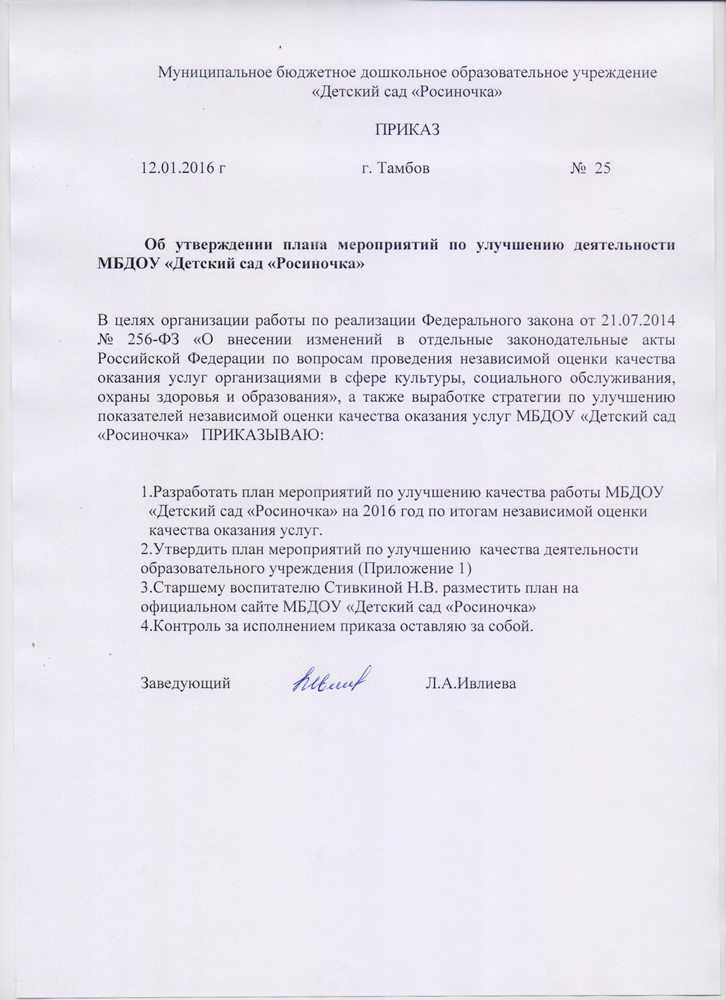 Муниципальное бюджетное дошкольное образовательное учреждение
«Детский сад «Росиночка»
ПРИКАЗ
12.01.2016 г г. Тамбов № 25
Об утверждении плана мероприятий по улучшению деятельности
МБДОУ «Детский сад «Росиночка»
В целях организации работы по реализации Федерального закона от 21.07.2014
№ 256-ФЗ «О внесении изменений в отдельные законодательные акты
Российской Федерации по вопросам проведения независимой оценки качества
оказания услуг организациями в сфере культуры, социального обслуживания,
охраны здоровья и образования», а также выработке стратегии по улучшению
показателей независимой оценки качества оказания услуг МБДОУ «Детский сад
«Росиночка» ПРИКАЗЫВАЮ:
1.Разработать план мероприятий по улучшению качества работы МБДОУ
«Детский сад «Росиночка» на 2016 год по итогам независимой оценки
качества оказания услуг.
2.Утвердить план мероприятий по улучшению качества деятельности
образовательного учреждения (Приложение 1)
3.Старшему воспитателю Стивкиной Н.В. разместить план на
официальном сайте МБДОУ «Детский сад «Росиночка»
4.Контроль за исполнением приказа оставляю за собой.
Заведующий Л.А.Ивлиева